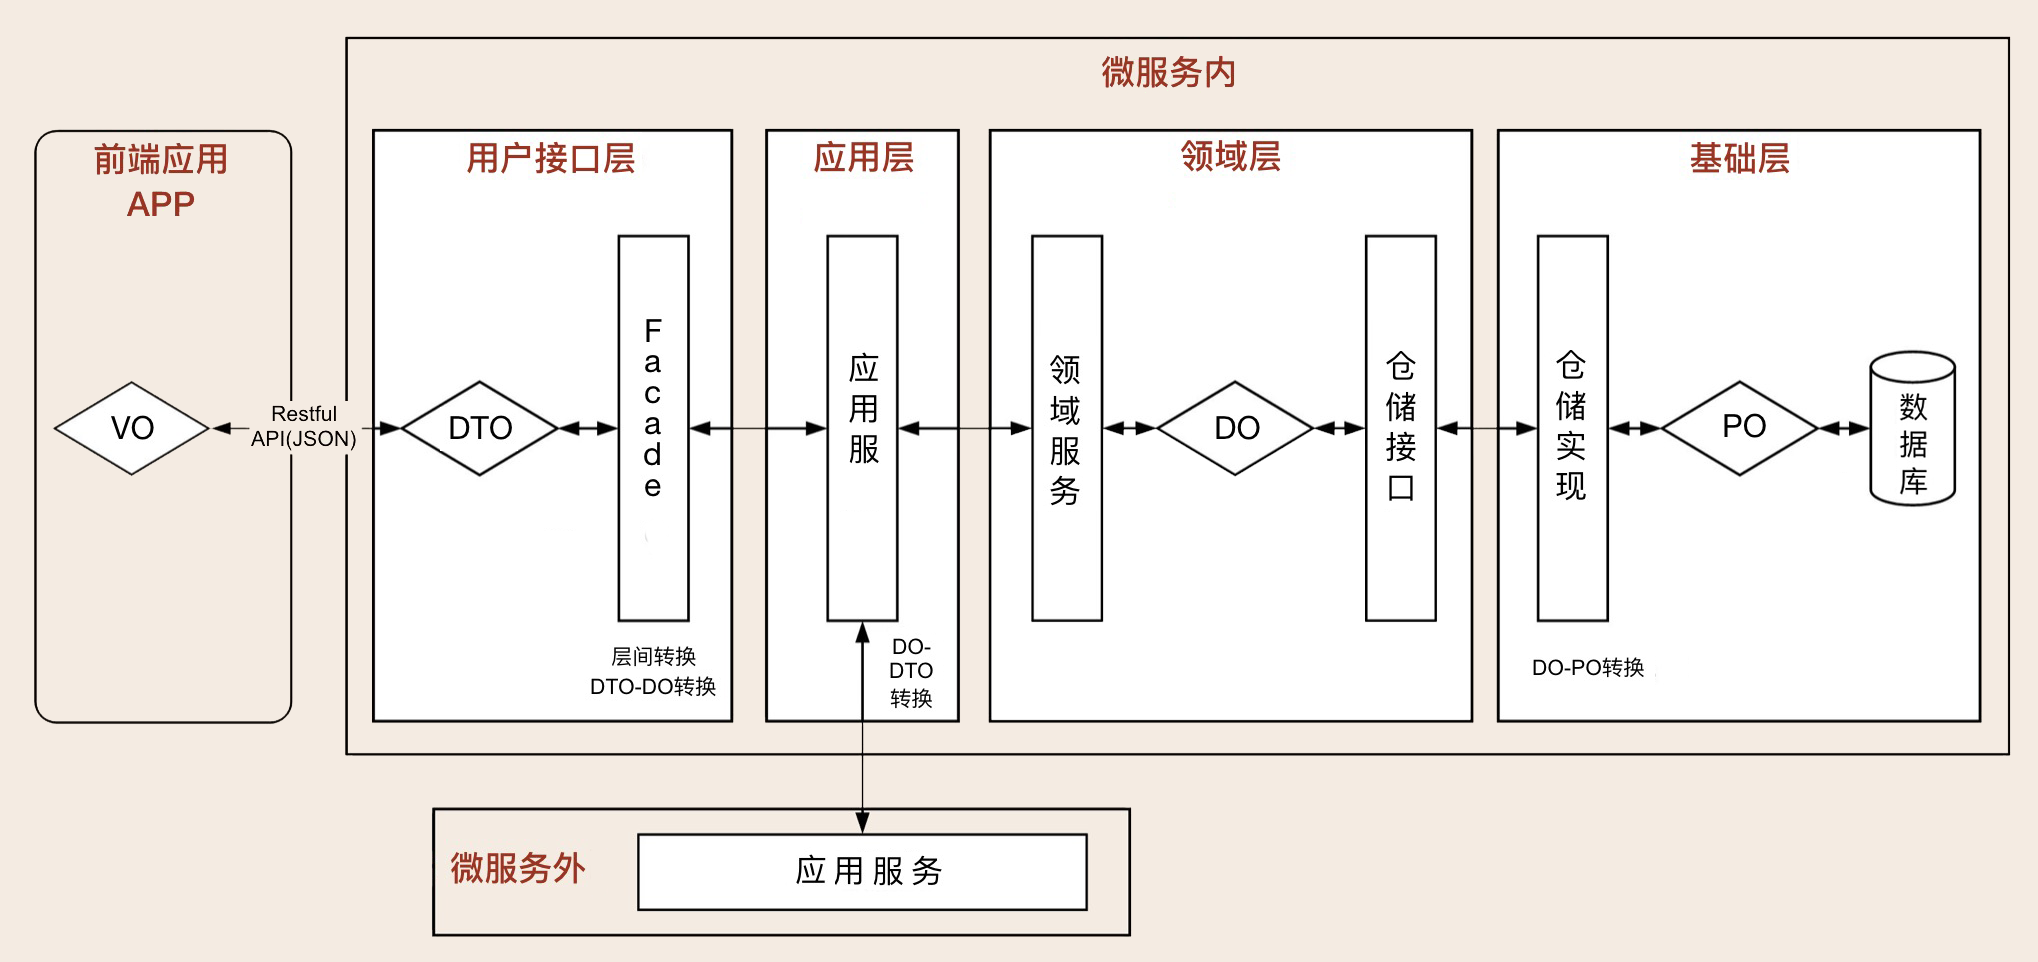 微服务内
前端应用
APP
用户接口层
应用层
领域层
基础层
VO
Restful
API(JSON)
DTO
Facade
应用服
领域服务
DO
仓储接口
仓储实现
PO
数据库
层间转换
DTO-DO转换
DO-
DTO
转换
DO-PO转换
微服务外
应用服务